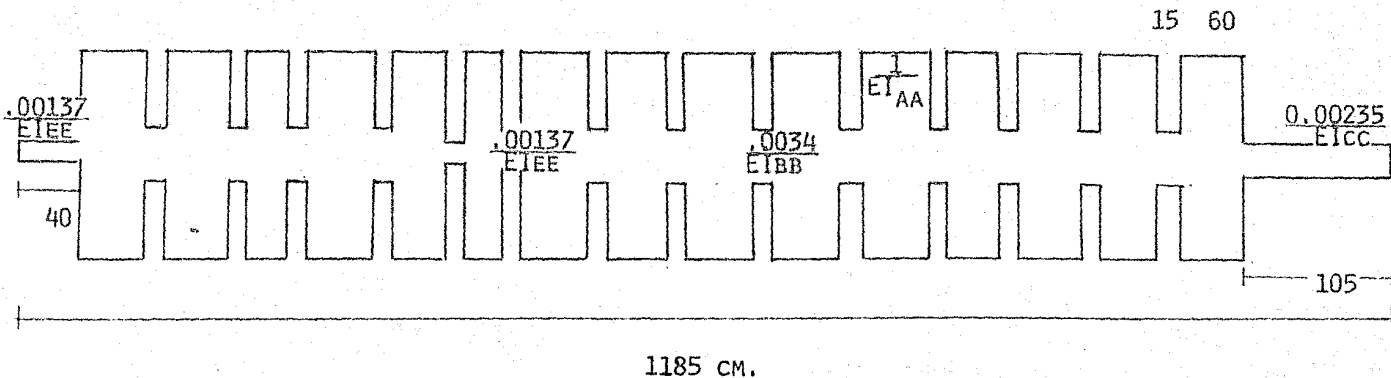 15 60
.00137
EIEE
1
EIAA
0.00235
EICC
.00137
EIEE
.0034
EIBB
40
105
1185 CM.